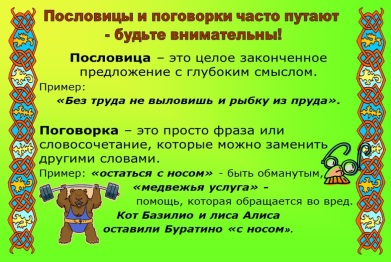 Пословицы и поговорки часто путают
- будьте внимательны!
Пословица – это целое законченное
предложение с глубоким смыслом.
Пример:
«Без труда не выловишь и рыбку из пруда».
Поговорка – это просто фраза или
словосочетание, которые можно заменить
другими словами.
Пример: «остаться с носом» - быть обманутым,
«медвежья услуга» –
помощь, которая обращается во вред.
Кот Базилио и лиса Алиса
оставили Буратино «с носом».